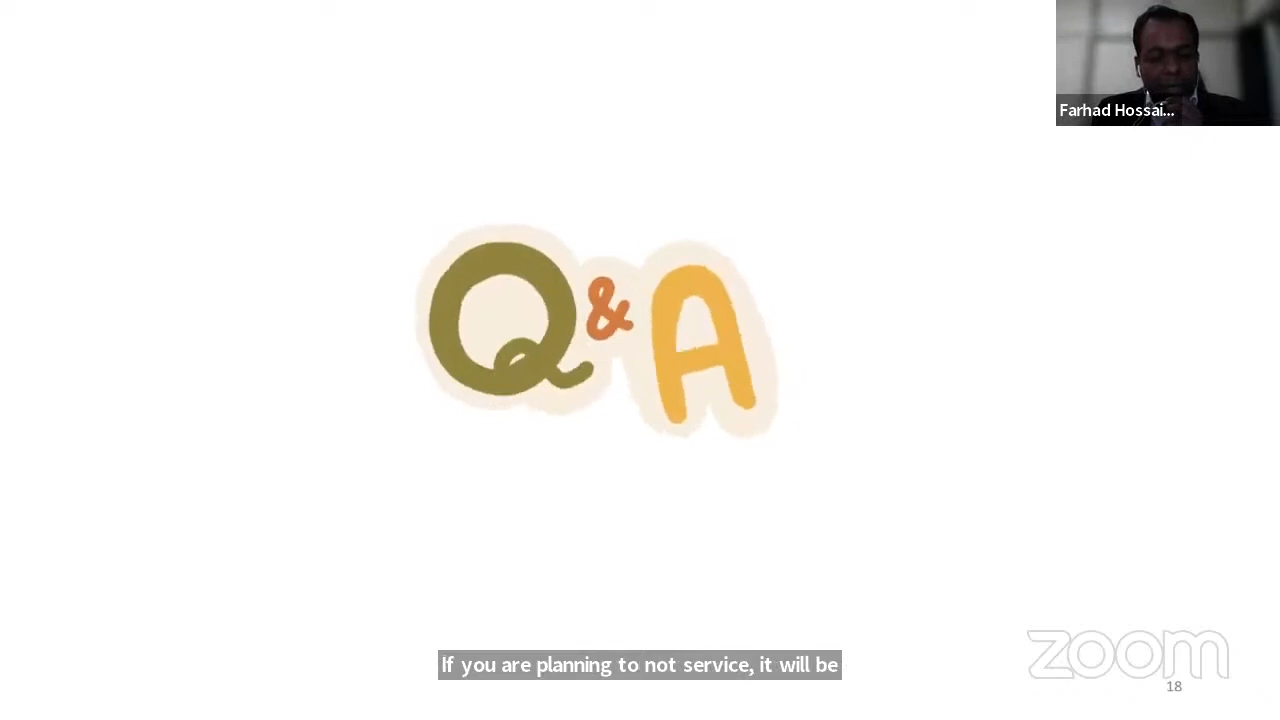 Farhad Hossai...
Q & A
If you are planning to not service, it will be
zoom
18